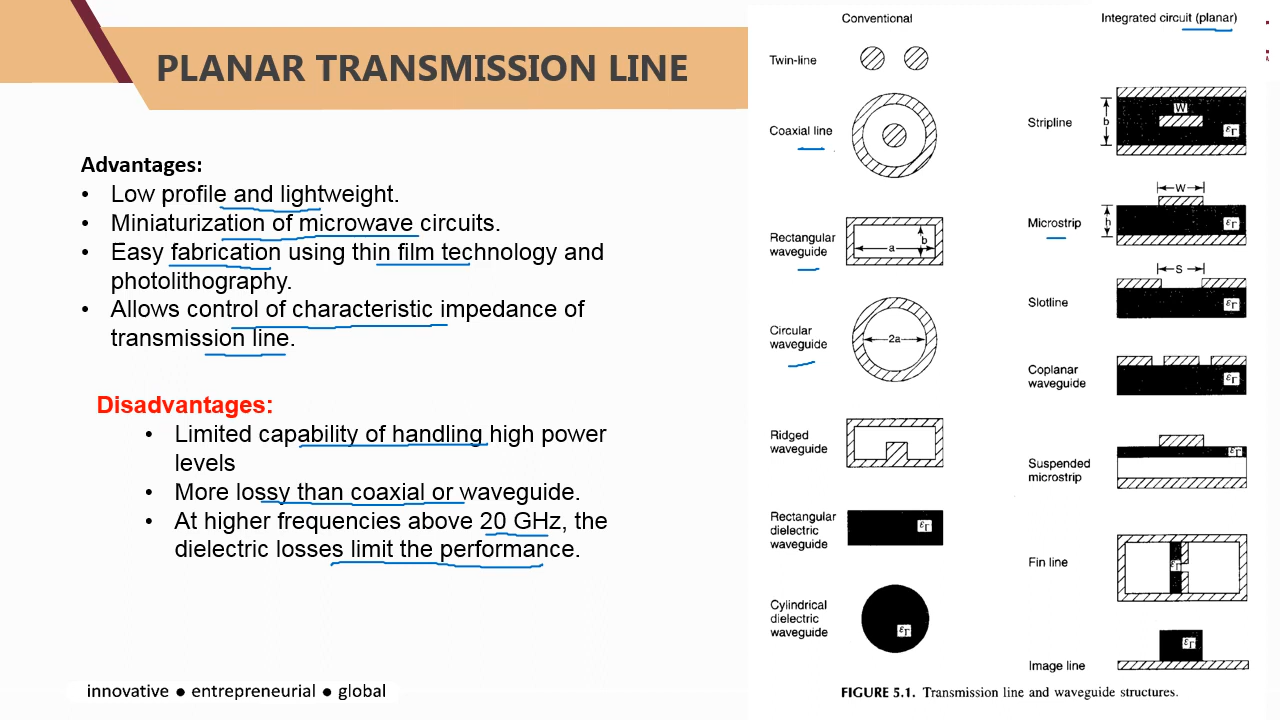 PLANAR TRANSMISSION LINE
Advantages:
• Low profile and lightweight.
• Miniaturization of microwave circuits.
• Easy fabrication using thin film technology and
photolithography.
• Allows control of characteristic impedance of
transmission line.
Disadvantages:
• Limited capability of handling high power
levels
• More lossy than coaxial or waveguide.
• At higher frequencies above 20 GHz, the
dielectric losses limit the performance.
innovative ● entrepreneurial ● global
Conventional
Twin-line
Coaxial line
Rectangular
waveguide
a
b
Circular
waveguide
2a
Ridged
waveguide
Rectangular
dielectric
waveguide
εr
Cylindrical
dielectric
waveguide
εr
Integrated circuit (planar)
Stripline
b
W
εr
Microstrip
W
h
εr
Slotline
S
εr
Coplanar
waveguide
εr
Suspended
microstrip
εr
Fin line
εr
Image line
εr
FIGURE 5.1. Transmission line and waveguide structures.